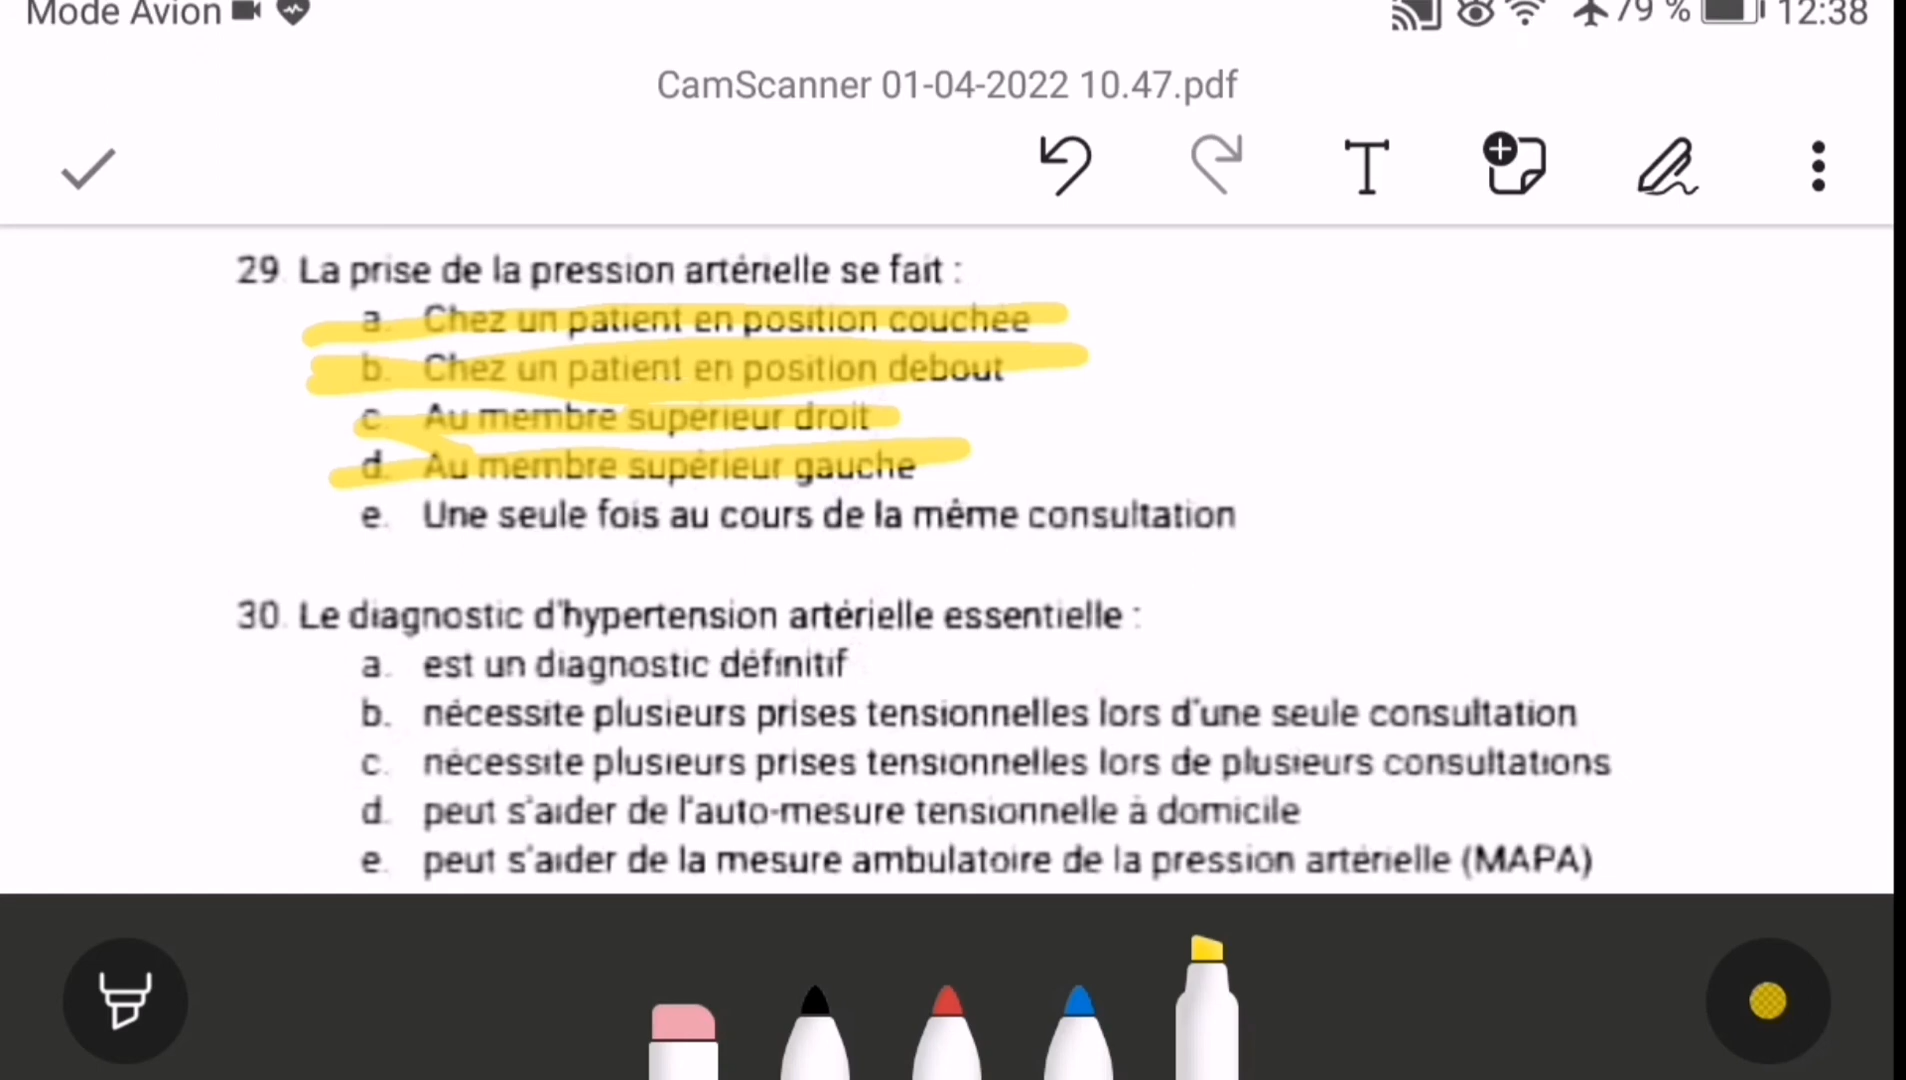 Mode Avion 79 % 12:38
CamScanner 01-04-2022 10.47.pdf
T
29. La prise de la pression artérielle se fait :
a. Chez un patient en position couchée
b. Chez un patient en position debout
c. Au membre supérieur droit
d. Au membre supérieur gauche
e. Une seule fois au cours de la même consultation
30. Le diagnostic d'hypertension artérielle essentielle :
a. est un diagnostic définitif
b. nécessite plusieurs prises tensionnelles lors d'une seule consultation
c. nécessite plusieurs prises tensionnelles lors de plusieurs consultations
d. peut s'aider de l'auto-mesure tensionnelle à domicile
e. peut s'aider de la mesure ambulatoire de la pression artérielle (MAPA)